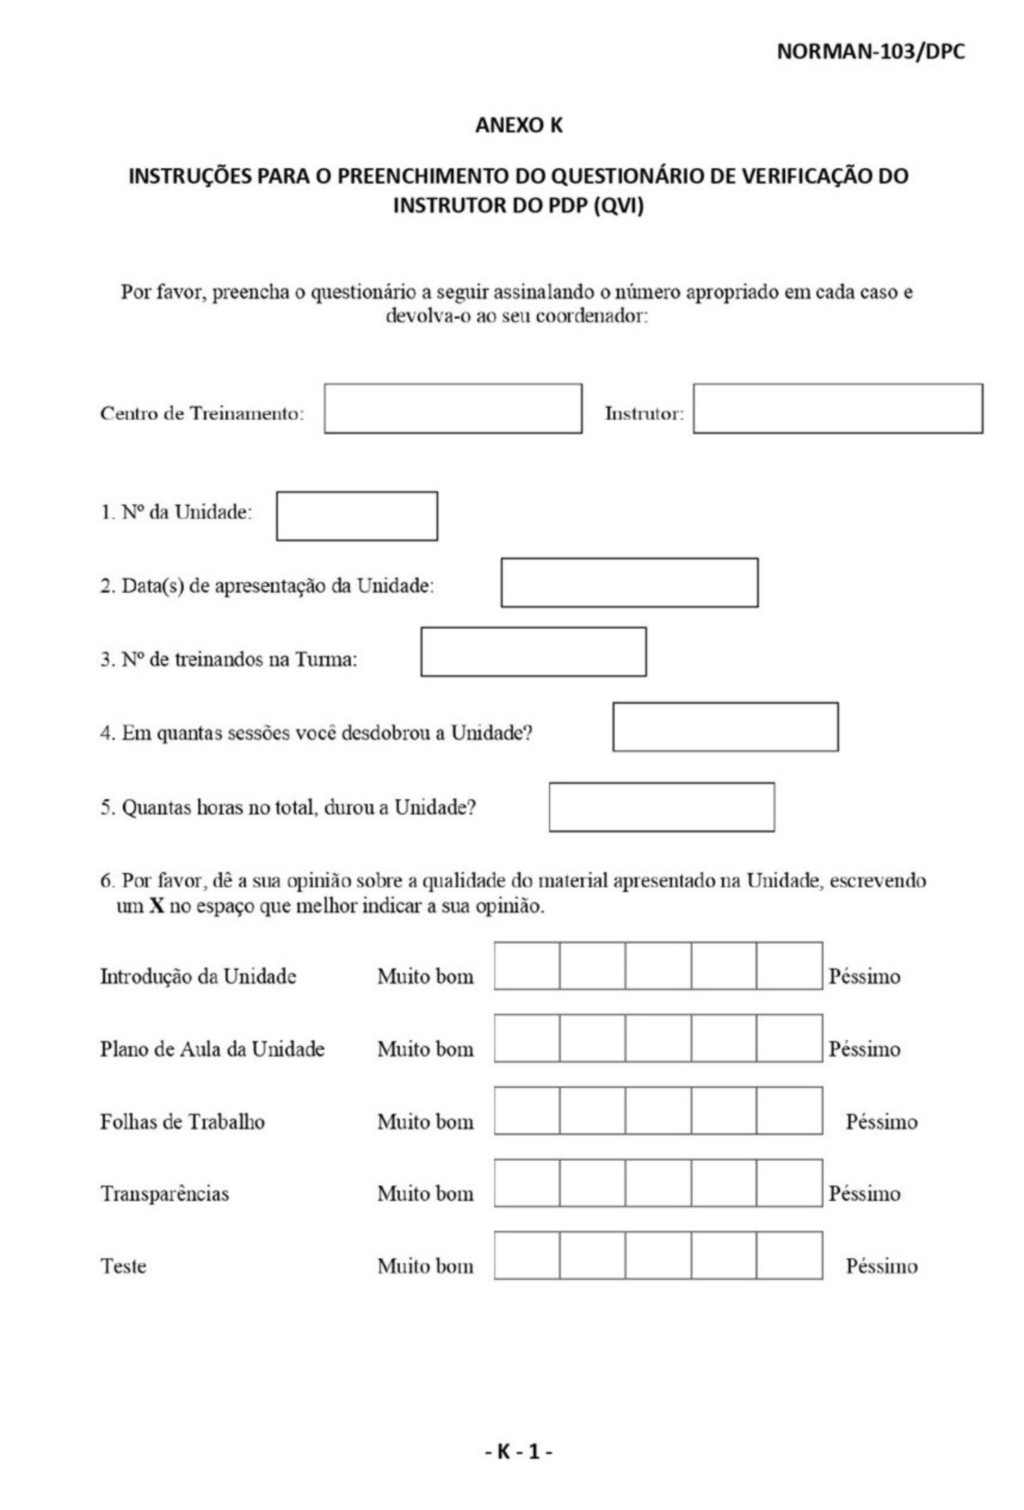 NORMAN-103/DPC
ANEXO K
INSTRUÇÕES PARA O PREENCHIMENTO DO QUESTIONÁRIO DE VERIFICAÇÃO DO
INSTRUTOR DO PDP (QVI)
Por favor, preencha o questionário a seguir assinalando o número apropriado em cada caso e
devolva-o ao seu coordenador:
Centro de Treinamento: Instrutor:
1. Nº da Unidade:
2. Data(s) de apresentação da Unidade:
3. Nº de treinandos na Turma:
4. Em quantas sessões você desdobrou a Unidade?
5. Quantas horas no total, durou a Unidade?
6. Por favor, dê a sua opinião sobre a qualidade do material apresentado na Unidade, escrevendo
um X no espaço que melhor indicar a sua opinião.
Introdução da Unidade Muito bom Péssimo
Plano de Aula da Unidade Muito bom Péssimo
Folhas de Trabalho Muito bom Péssimo
Transparências Muito bom Péssimo
Teste Muito bom Péssimo
- K - 1 -